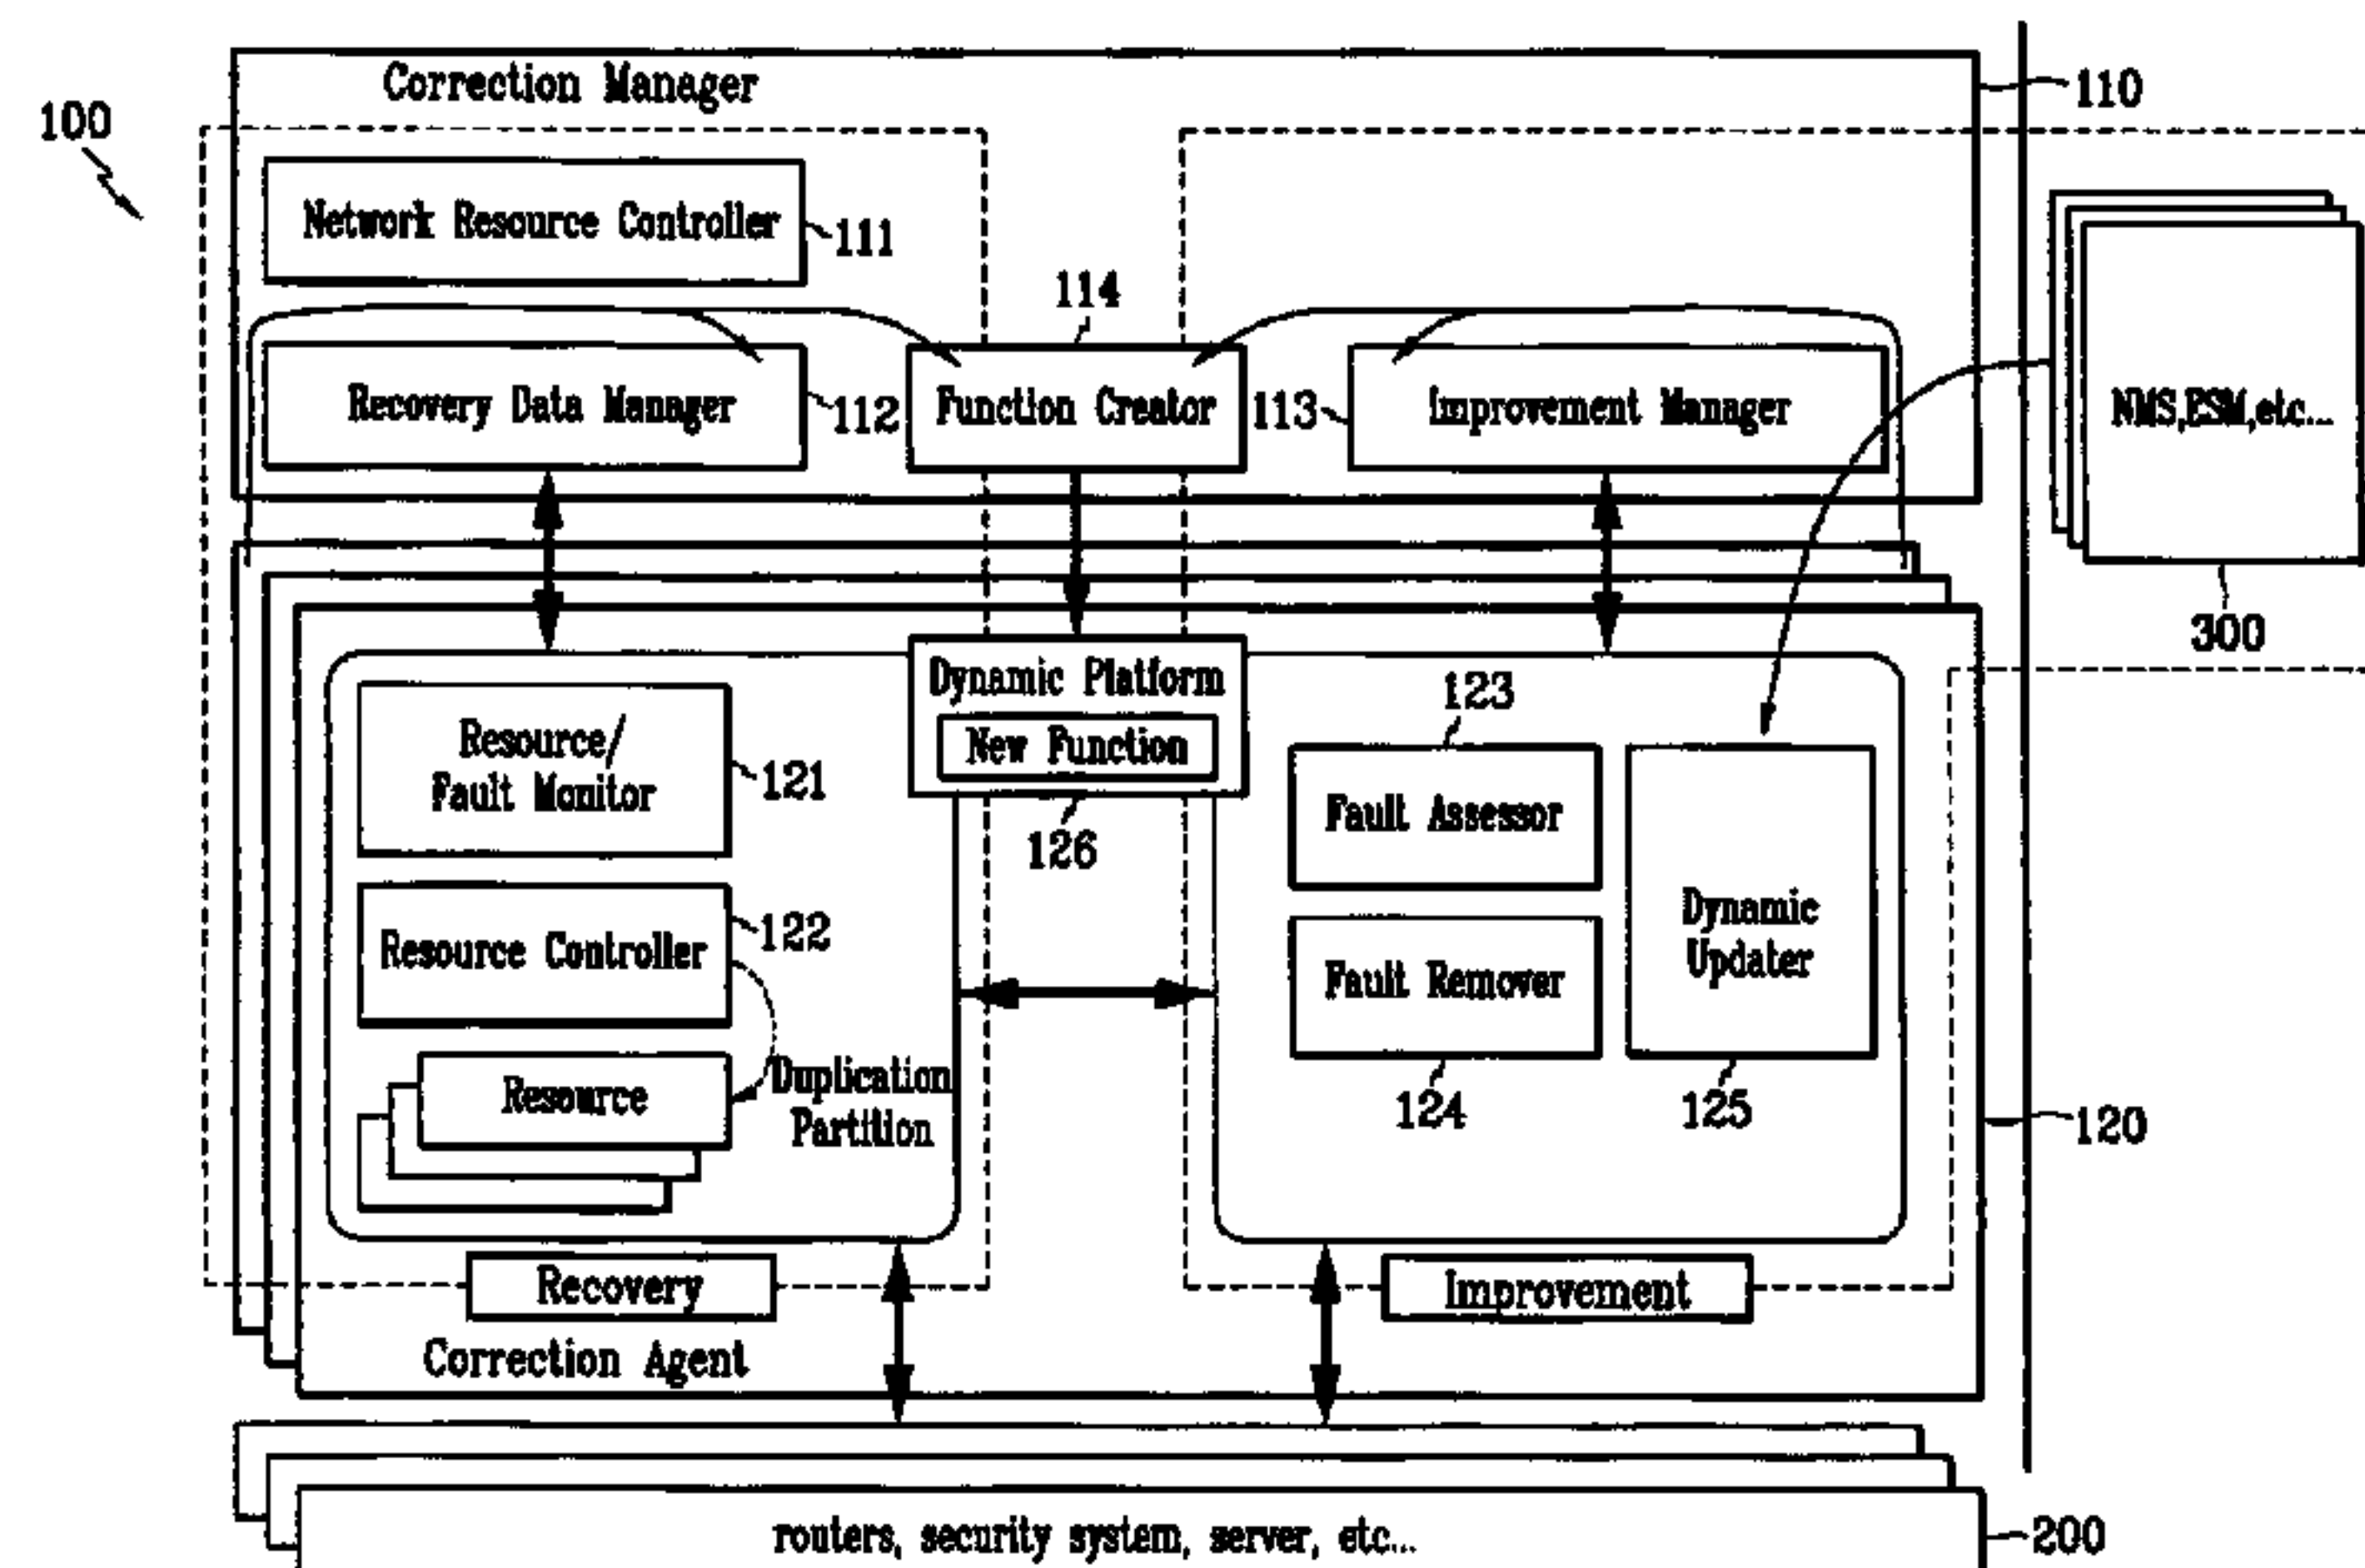 Correction Manager
110
100
Network Resource Controller
111
114
Recovery Data Manager
112
Function Creator
113
Improvement Manager
NMS,ESM,etc...
300
Dynamic Platform
New Function
126
Resource/
Fault Monitor
121
123
Fault Assessor
Resource Controller
122
Dynamic
Updater
Fault Remover
Resource
Duplication
Partition
124
125
120
Recovery
Improvement
Correction Agent
routers, security system, server, etc...
200